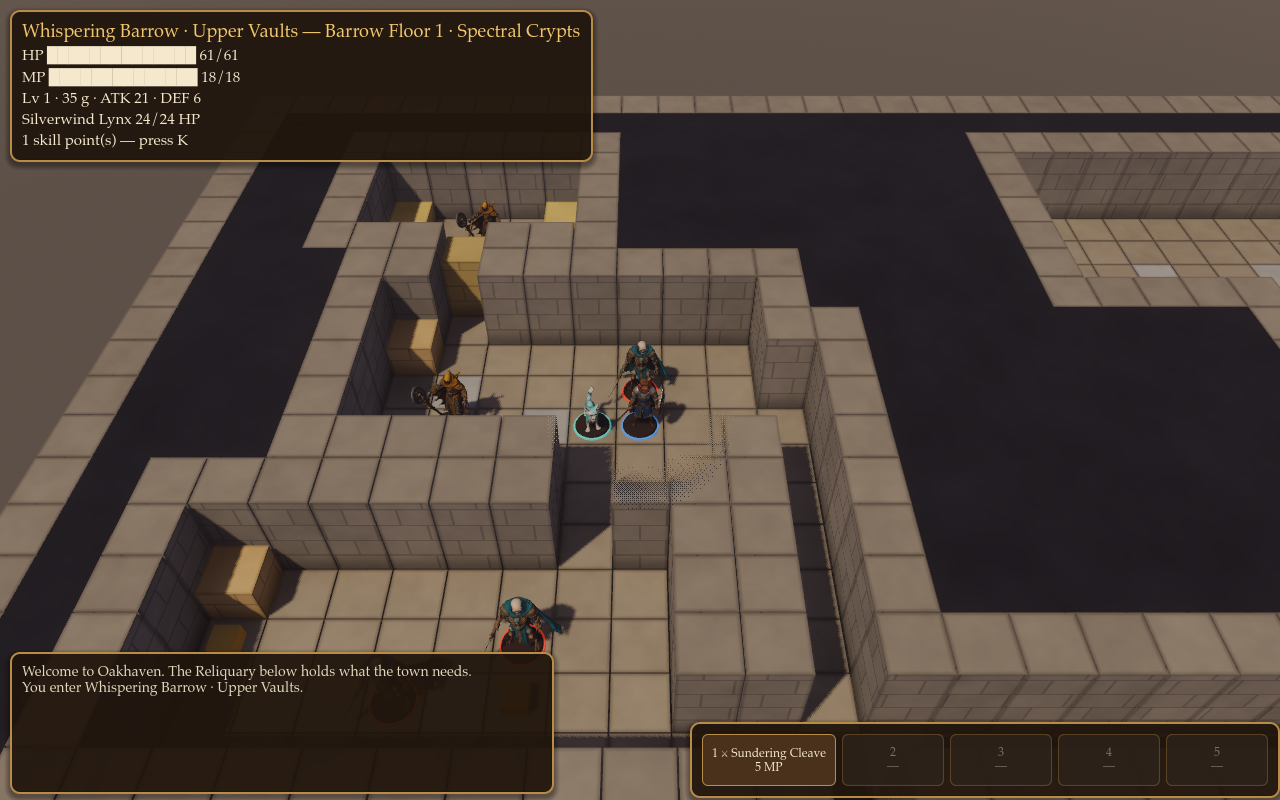 Whispering Barrow · Upper Vaults — Barrow Floor 1 · Spectral Crypts
HP 61/61
MP 18/18
Lv 1 · 35 g · ATK 21 · DEF 6
Silverwind Lynx 24/24 HP
1 skill point(s) — press K
Welcome to Oakhaven. The Reliquary below holds what the town needs.
You enter Whispering Barrow · Upper Vaults.
1 ⚔ Sundering Cleave
5 MP
2
—
3
—
4
—
5
—